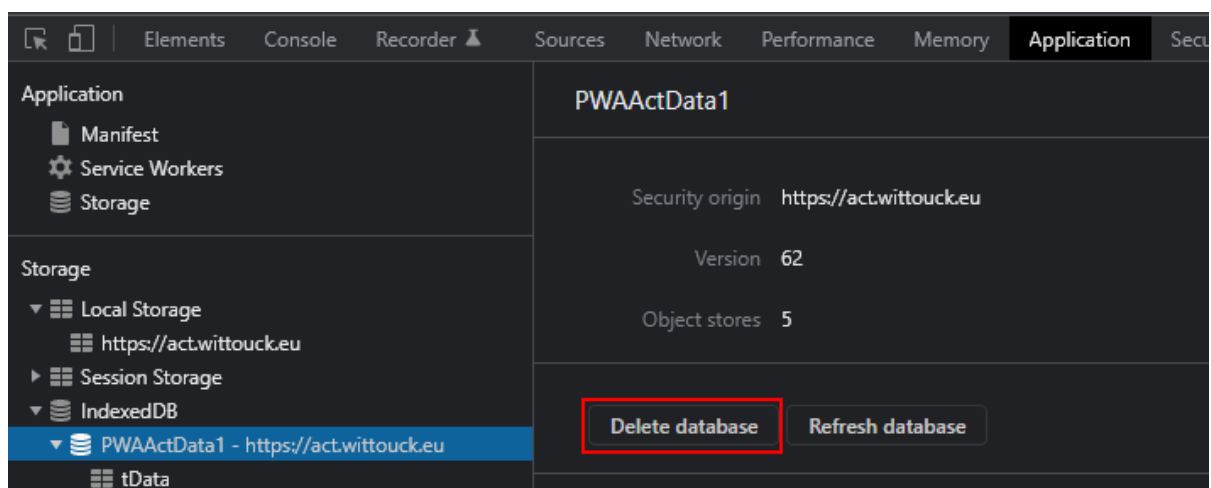 Elements Console Recorder Sources Network Performance Memory Application Secu
Application
Manifest
Service Workers
Storage
Storage
Local Storage
https://act.wittouck.eu
Session Storage
IndexedDB
PWAActData1 - https://act.wittouck.eu
tData
PWAActData1
Security origin https://act.wittouck.eu
Version 62
Object stores 5
Delete database Refresh database